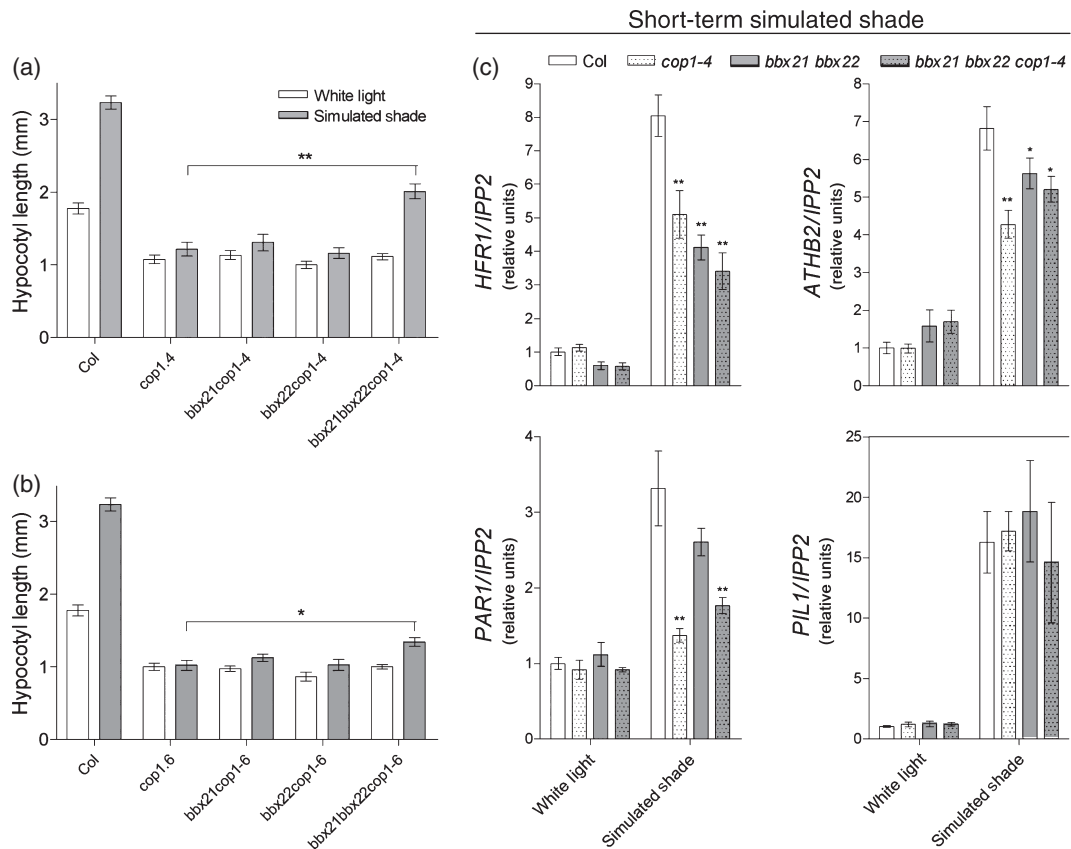 Short-term simulated shade
(a)
White light
Simulated shade
**
Hypocotyl length (mm)
3
2
1
0
Col
cop1.4
bbx21cop1-4
bbx22cop1-4
bbx21bbx22cop1-4
(b)
*
Hypocotyl length (mm)
3
2
1
0
Col
cop1.6
bbx21cop1-6
bbx22cop1-6
bbx21bbx22cop1-6
(c)
Col cop1-4 bbx21 bbx22 bbx21 bbx22 cop1-4
HFR1/IPP2
(relative units)
9
8
7
6
5
4
3
2
1
0
** ** **
ATHB2/IPP2
(relative units)
8
7
6
5
4
3
2
1
0
** * *
PAR1/IPP2
(relative units)
4
3
2
1
0
** **
White light
Simulated shade
PIL1/IPP2
(relative units)
25
20
15
10
5
0
White light
Simulated shade